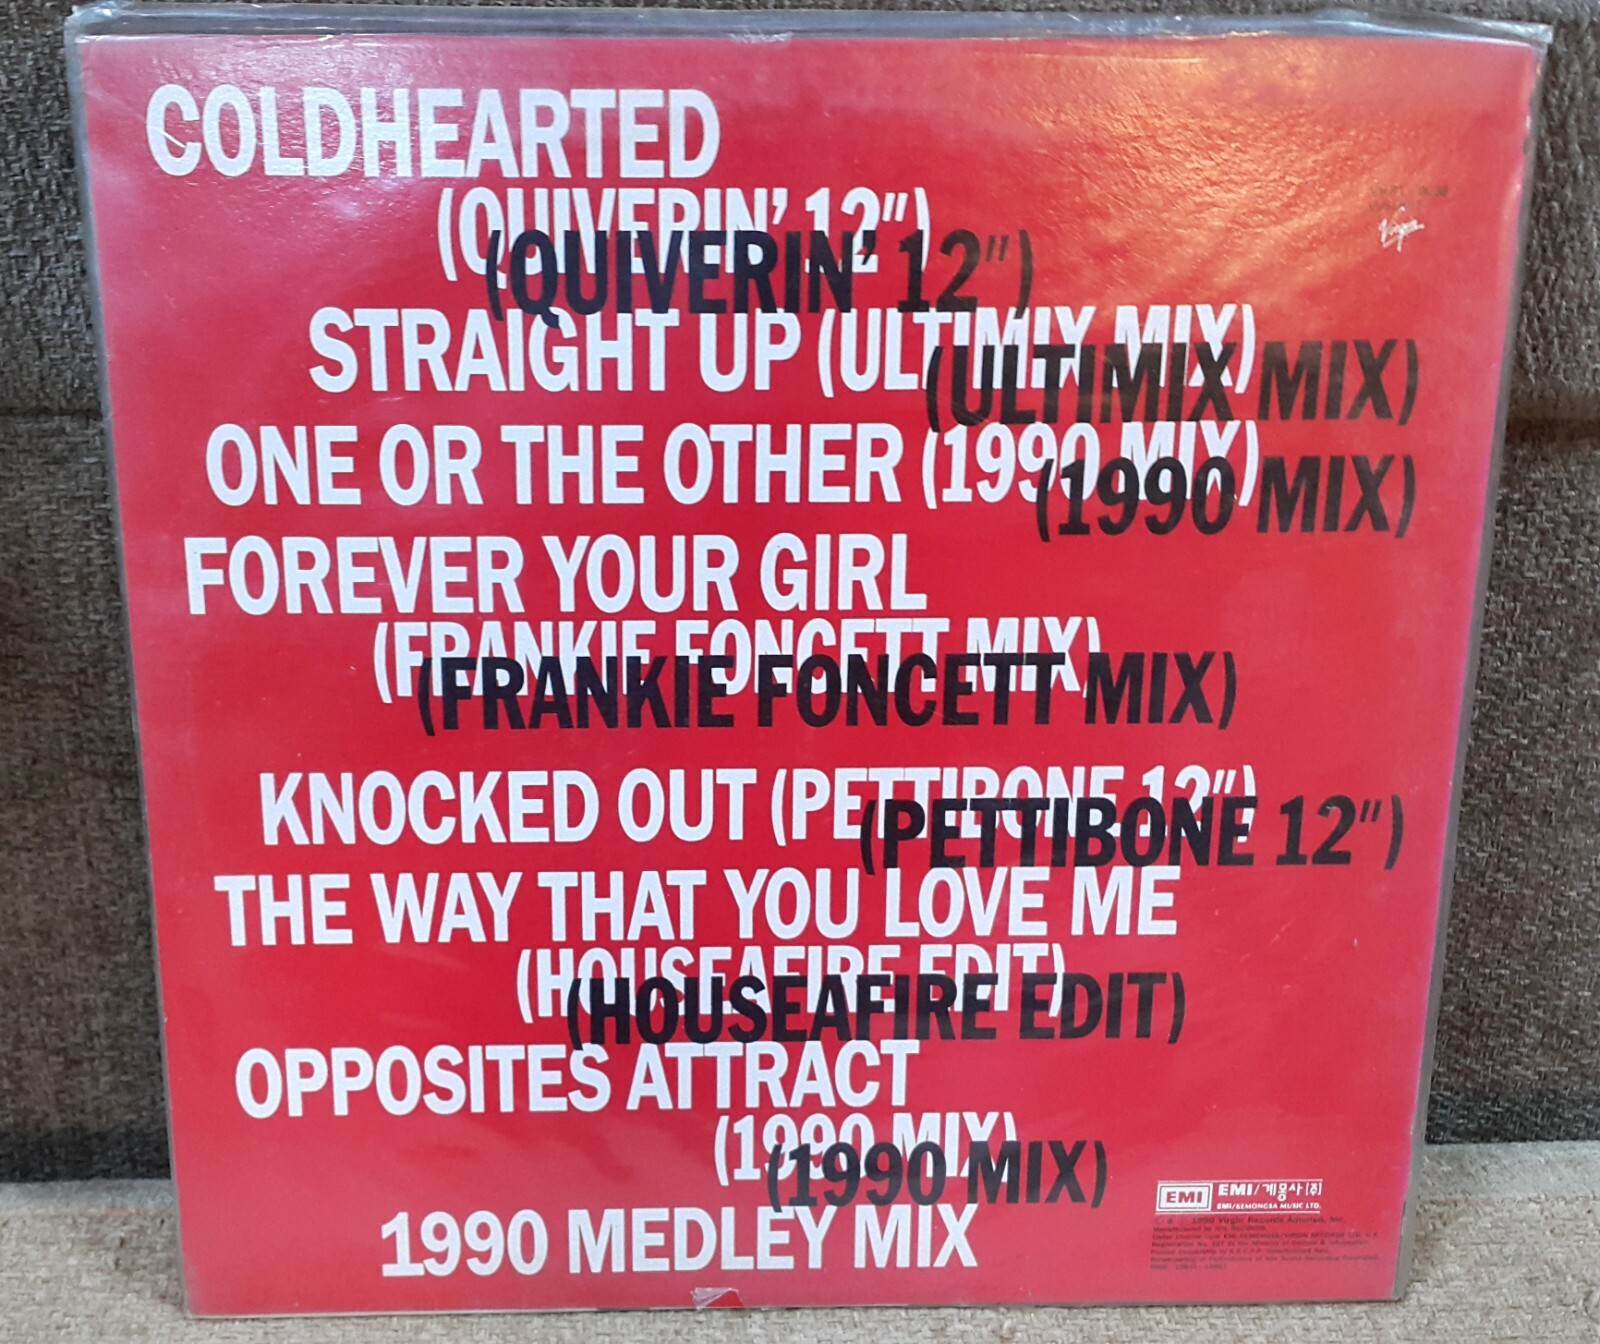 COLDHEARTED
(QUIVERIN' 12")
(QUIVERIN' 12")
STRAIGHT UP (ULTIMIX MIX)
(ULTIMIX MIX)
ONE OR THE OTHER (1990 MIX)
(1990 MIX)
FOREVER YOUR GIRL
(FRANKIE FONCETT MIX)
(FRANKIE FONCETT MIX)
KNOCKED OUT (PETTIBONE 12")
(PETTIBONE 12")
THE WAY THAT YOU LOVE ME
(HOUSEAFIRE EDIT)
(HOUSEAFIRE EDIT)
OPPOSITES ATTRACT
(1990 MIX)
(1990 MIX)
1990 MEDLEY MIX
Virgin
EMI EMI/계몽사 (주)
EMI/KEMONGSA MUSIC LTD.
1990 Virgin Records America, Inc.